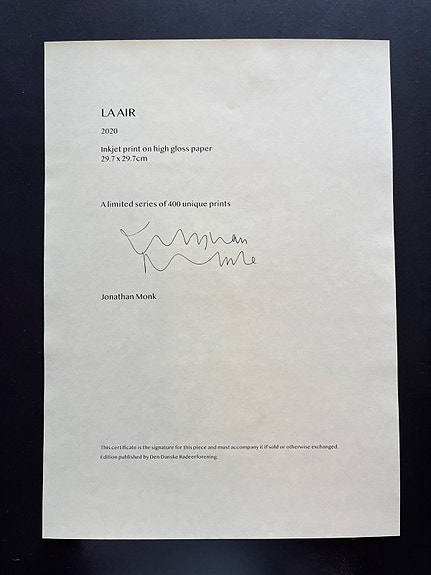 LA AIR
2020
Inkjet print on high gloss paper
29.7 x 29.7cm
A limited series of 400 unique prints
Jonathan Monk
Jonathan Monk
This certificate is the signature for this piece and must accompany it if sold or otherwise exchanged.
Edition published by Den Danske Radeerforening